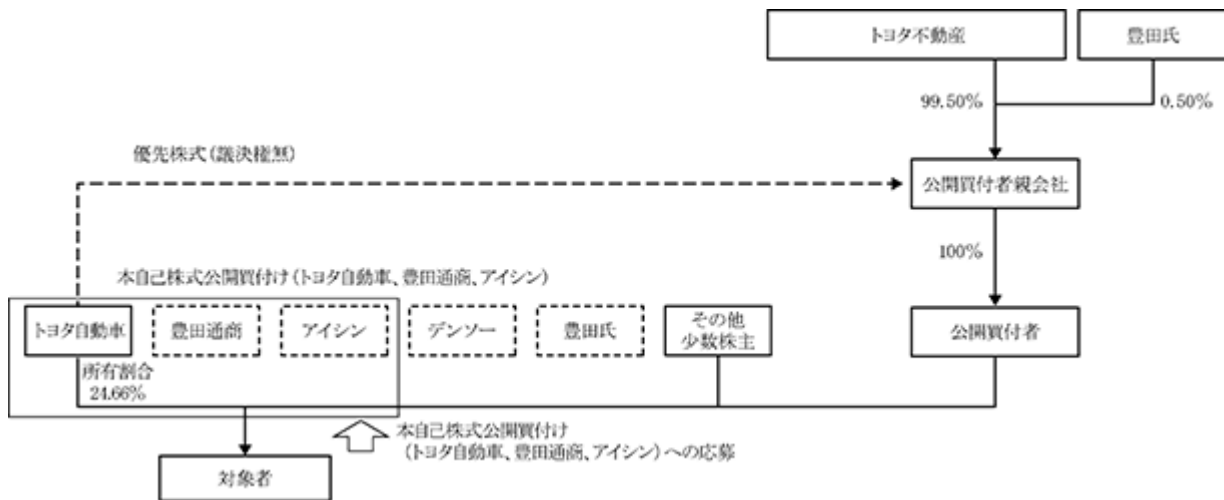 トヨタ不動産
豊田氏
99.50%
0.50%
優先株式(議決権無)
公開買付者親会社
100%
本自己株式公開買付け(トヨタ自動車、豊田通商、アイシン)
トヨタ自動車
豊田通商
アイシン
デンソー
豊田氏
その他
少数株主
公開買付者
所有割合
24.66%
本自己株式公開買付け
(トヨタ自動車、豊田通商、アイシン)への応募
対象者